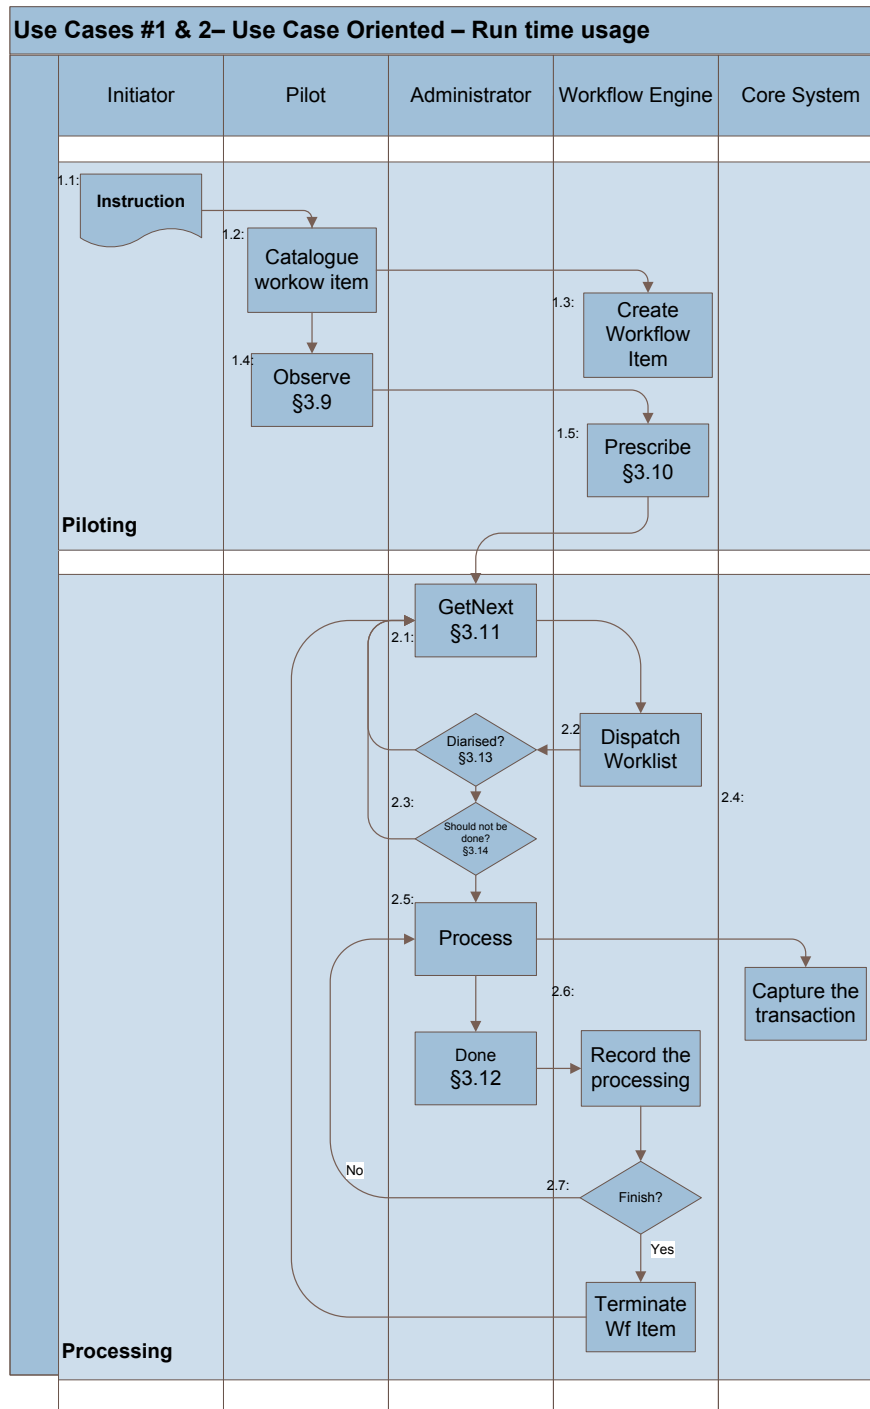 Use Cases #1 & 2– Use Case Oriented – Run time usage
Initiator
Pilot
Administrator
Workflow Engine
Core System
1.1:
Instruction
1.2:
Catalogue
workow item
1.3:
Create
Workflow
Item
1.4:
Observe
§3.9
1.5:
Prescribe
§3.10
Piloting
GetNext
§3.11
2.1:
Diarised?
§3.13
2.2
Dispatch
Worklist
2.3:
2.4:
Should not be
done?
§3.14
2.5:
Process
2.6:
Capture the
transaction
Done
§3.12
Record the
processing
No
2.7:
Finish?
Yes
Terminate
Wf Item
Processing